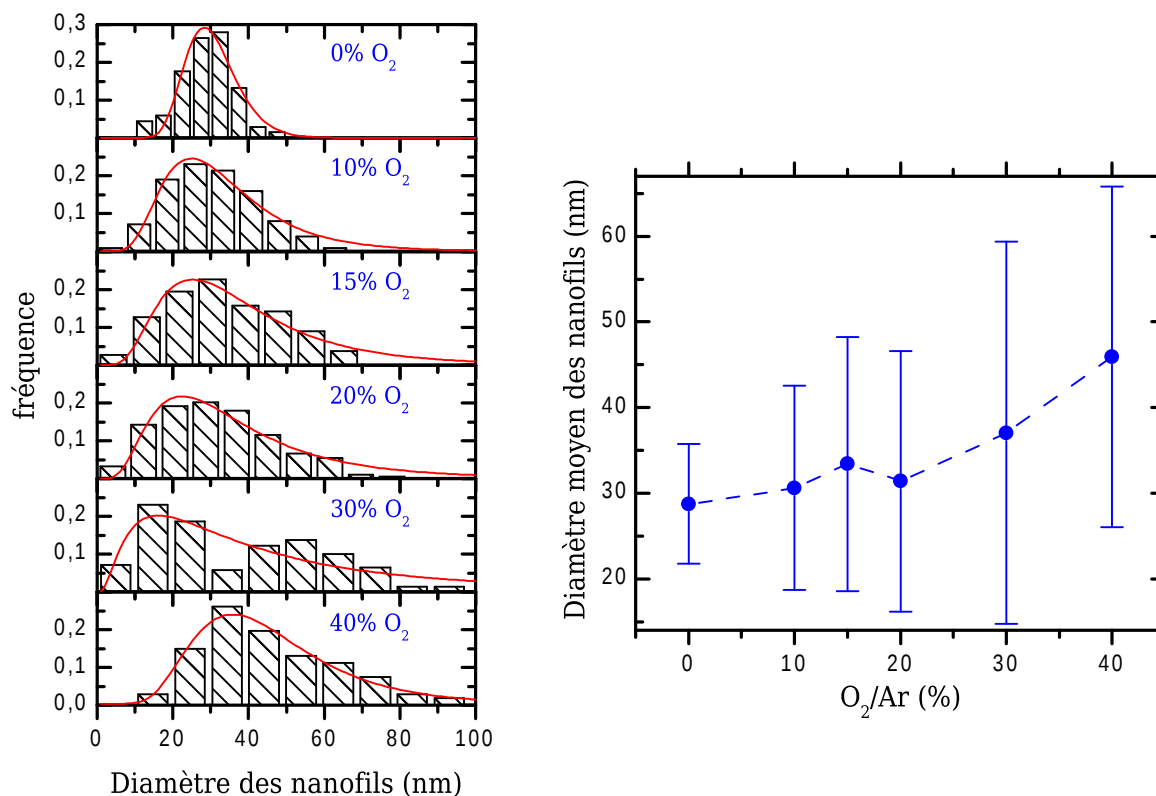 0,3
0,2
0,1
0% O2
0,2
0,1
10% O2
0,2
0,1
15% O2
0,2
0,1
20% O2
0,2
0,1
30% O2
0,2
0,1
0,0
40% O2
fréquence
0 20 40 60 80 100
Diamètre des nanofils (nm)
60
50
40
30
20
Diamètre moyen des nanofils (nm)
0 10 20 30 40
O2/Ar (%)